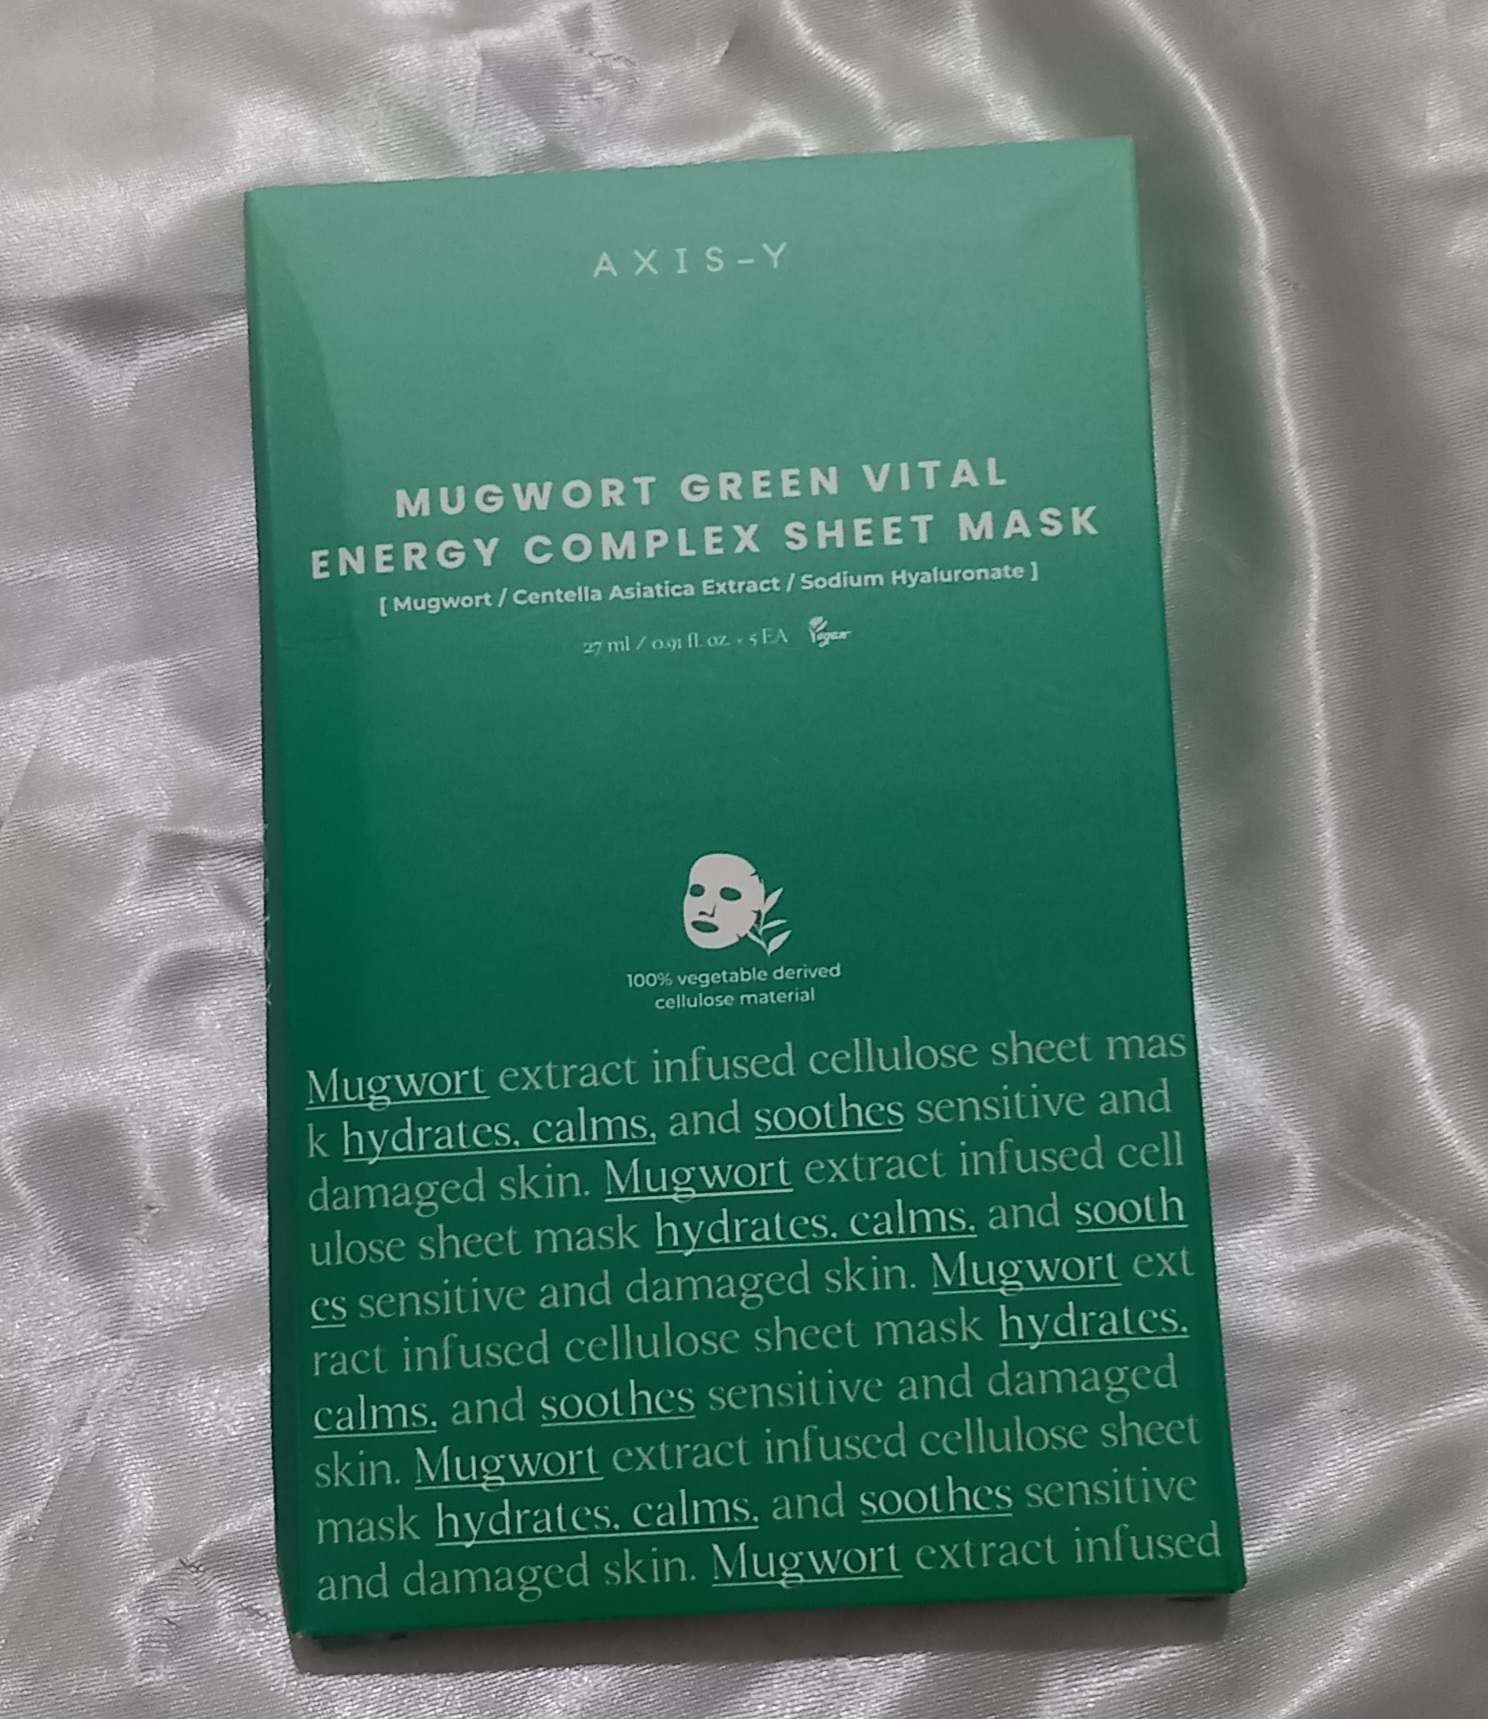 AXIS-Y
MUGWORT GREEN VITAL
ENERGY COMPLEX SHEET MASK
[ Mugwort / Centella Asiatica Extract / Sodium Hyaluronate ]
27 ml / 0.91 fl. oz × 5 EA Vegan
100% vegetable derived
cellulose material
Mugwort extract infused cellulose sheet mas
k hydrates, calms, and soothes sensitive and
damaged skin. Mugwort extract infused cell
ulose sheet mask hydrates, calms, and sooth
es sensitive and damaged skin. Mugwort ext
ract infused cellulose sheet mask hydrates,
calms, and soothes sensitive and damaged
skin. Mugwort extract infused cellulose sheet
mask hydrates, calms, and soothes sensitive
and damaged skin. Mugwort extract infused